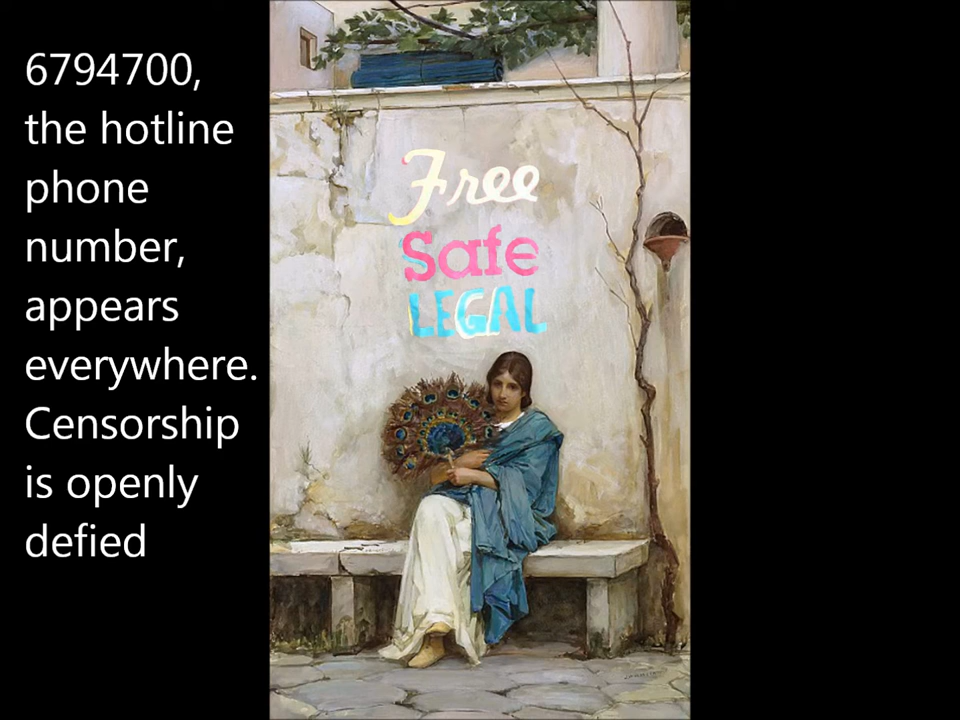 6794700,
the hotline
phone
number,
appears
everywhere.
Censorship
is openly
defied
Free
Safe
LEGAL